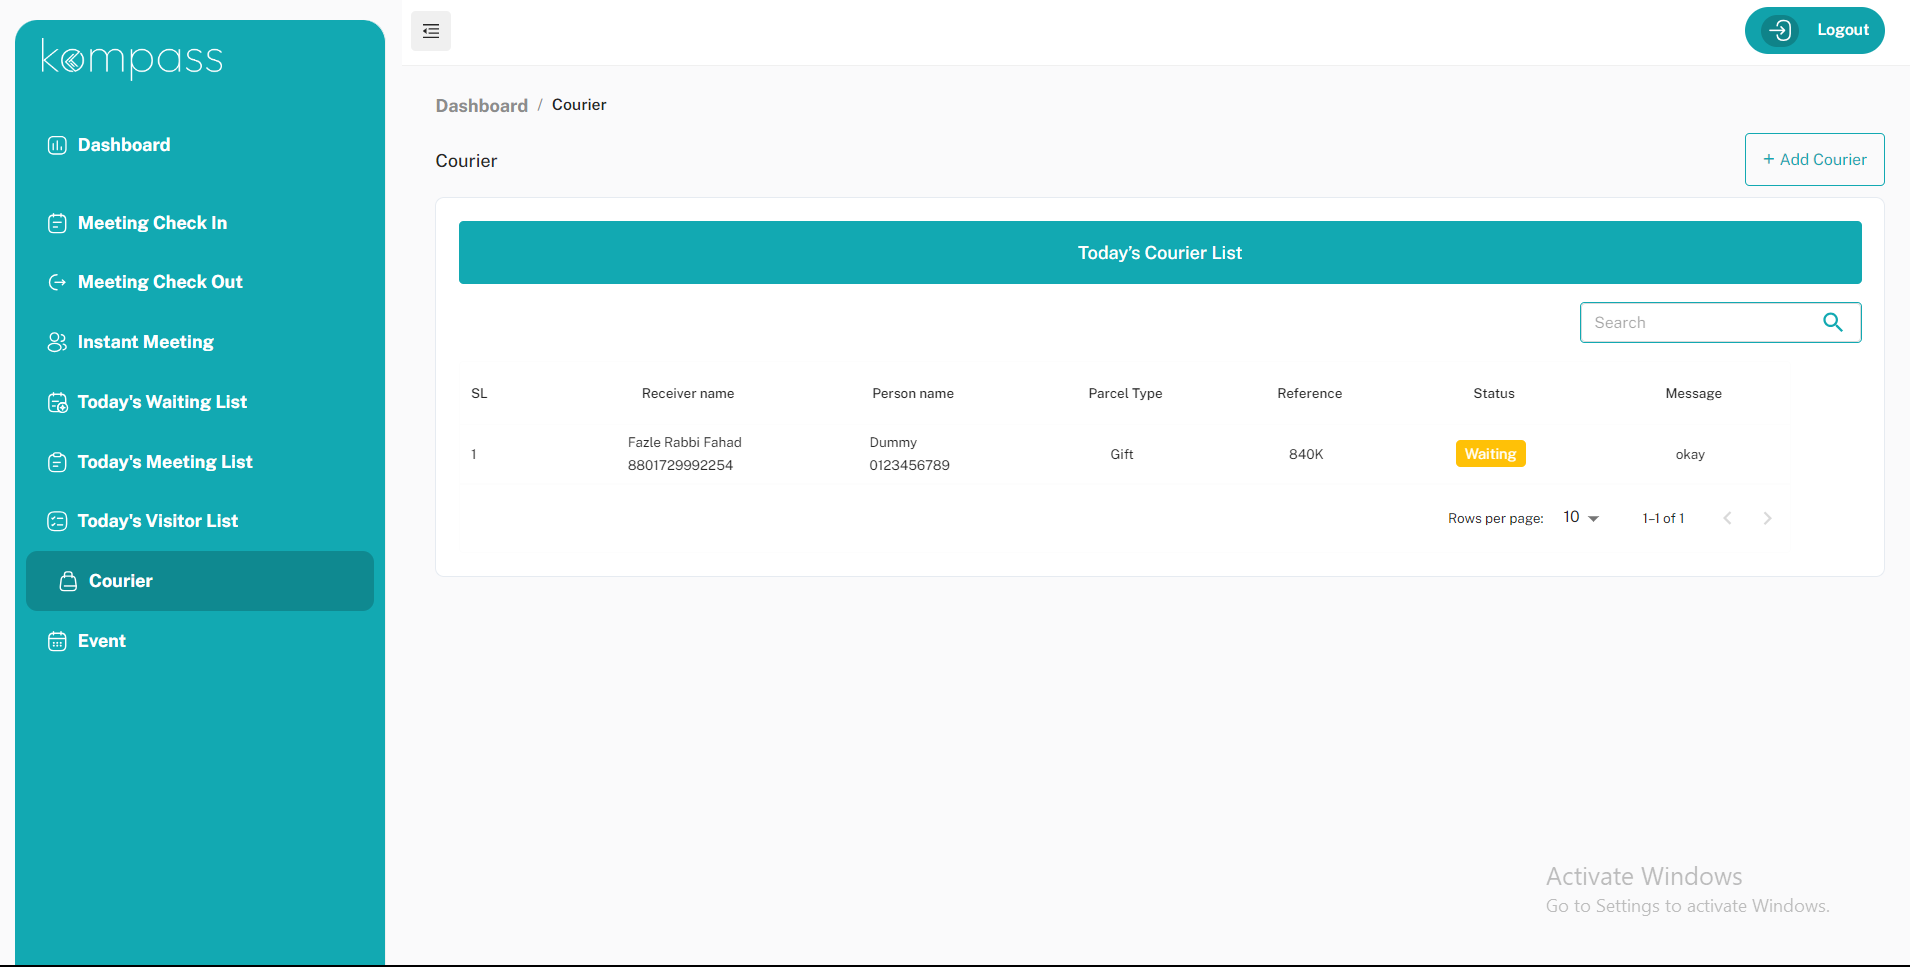 kompass
Dashboard
Meeting Check In
Meeting Check Out
Instant Meeting
Today's Waiting List
Today's Meeting List
Today's Visitor List
Courier
Event
Logout
Dashboard / Courier
Courier
+ Add Courier
Today's Courier List
Search
SL Receiver name Person name Parcel Type Reference Status Message
1 Fazle Rabbi Fahad 8801729992254 Dummy 0123456789 Gift 840K Waiting okay
Rows per page: 10 1–1 of 1
Activate Windows
Go to Settings to activate Windows.